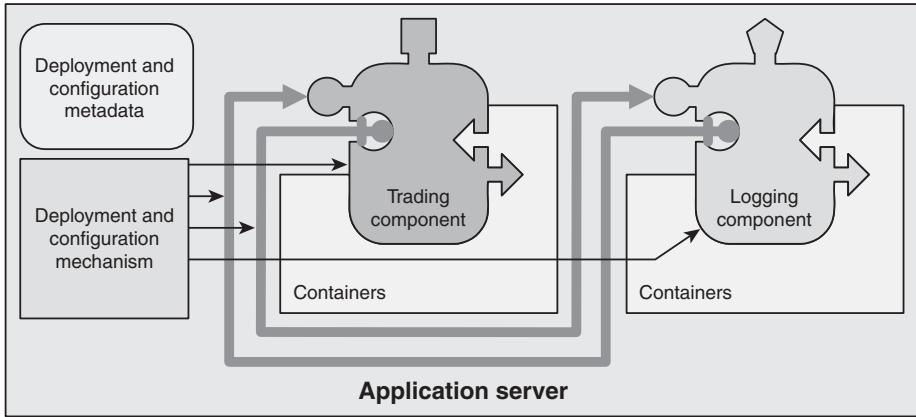 Deployment and
configuration
metadata
Deployment and
configuration
mechanism
Trading
component
Containers
Logging
component
Containers
Application server